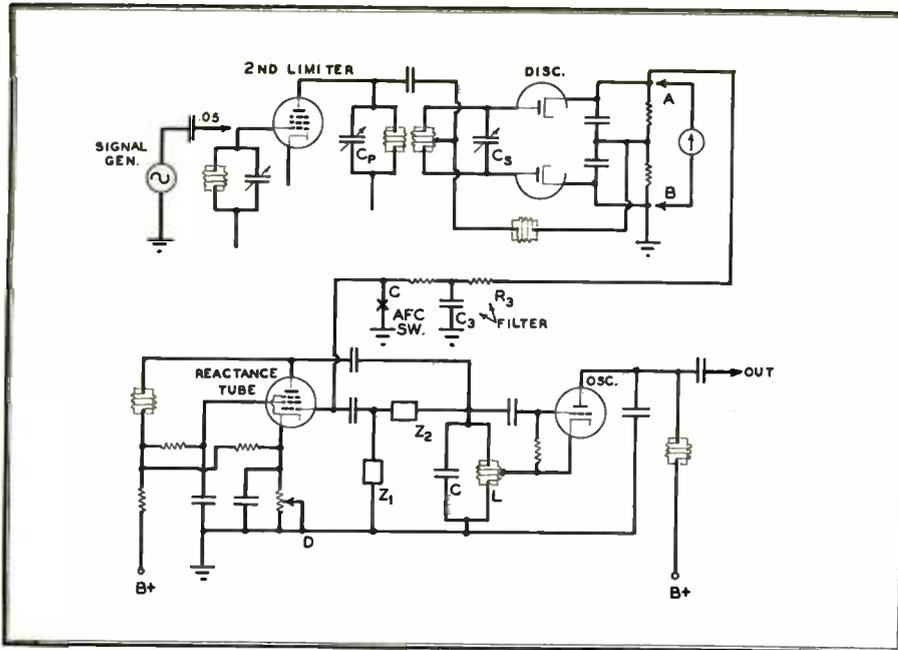 2ND LIMITER
DISC.
.05
SIGNAL
GEN.
CP
CS
A
B
C
AFC
SW.
C3
R3
FILTER
REACTANCE
TUBE
OSC.
OUT
Z2
Z1
C
L
D
B+
B+